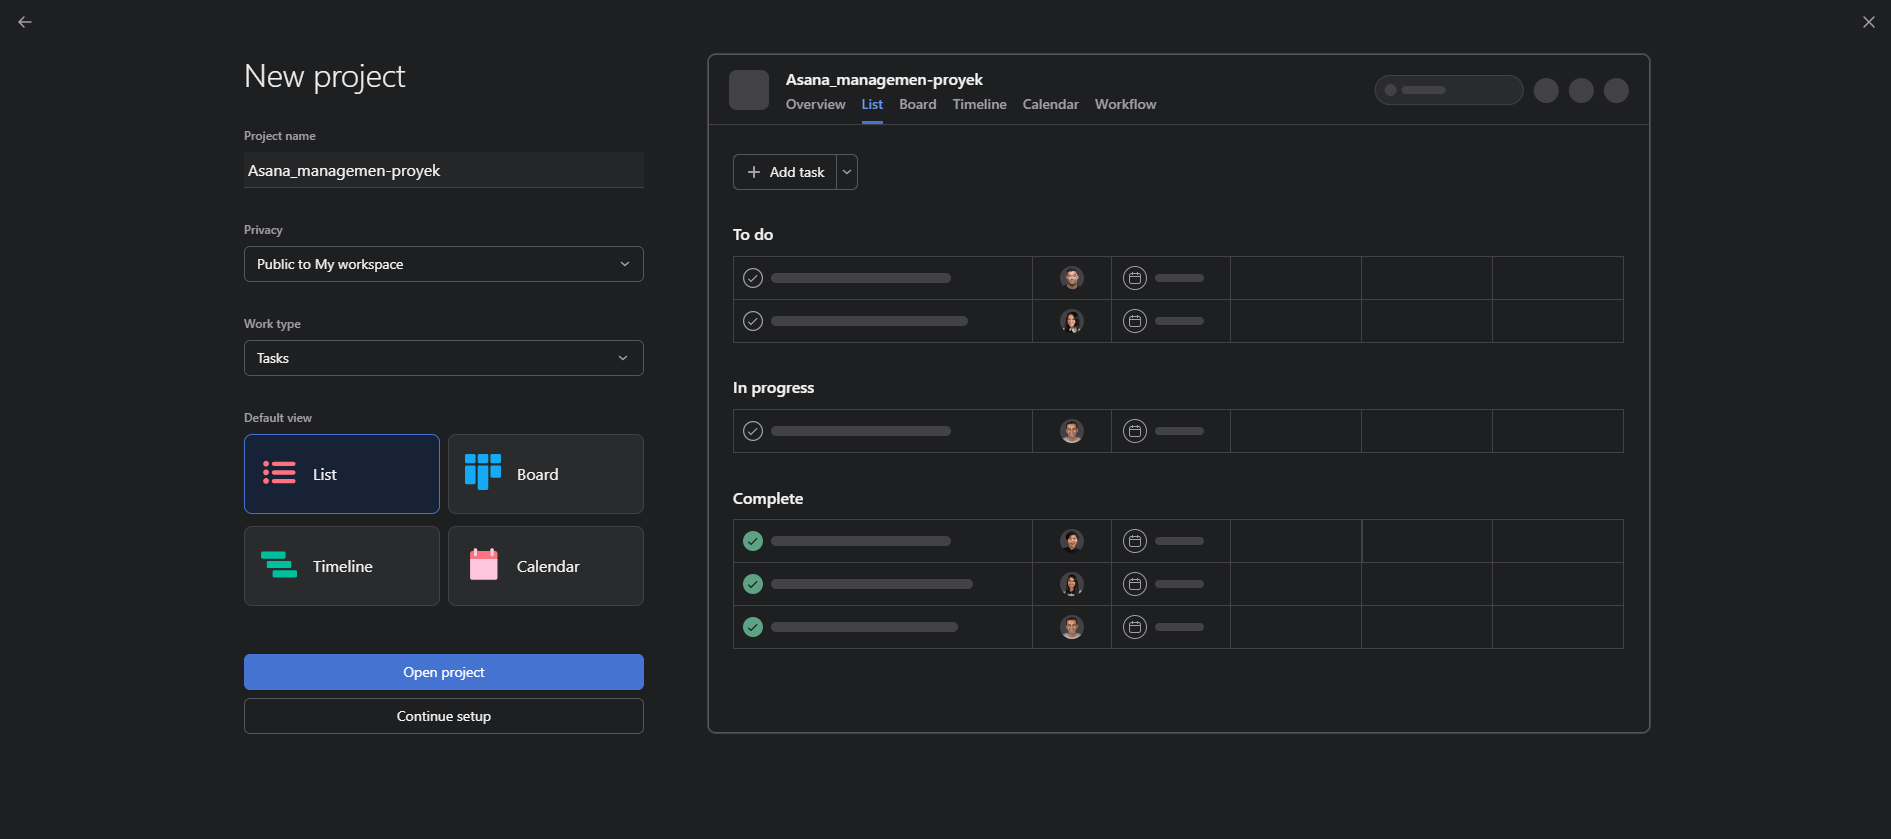 New project
Project name
Asana_managemen-proyek
Privacy
Public to My workspace
Work type
Tasks
Default view
List
Board
Timeline
Calendar
Open project
Continue setup
Asana_managemen-proyek
Overview List Board Timeline Calendar Workflow
Add task
To do
In progress
Complete